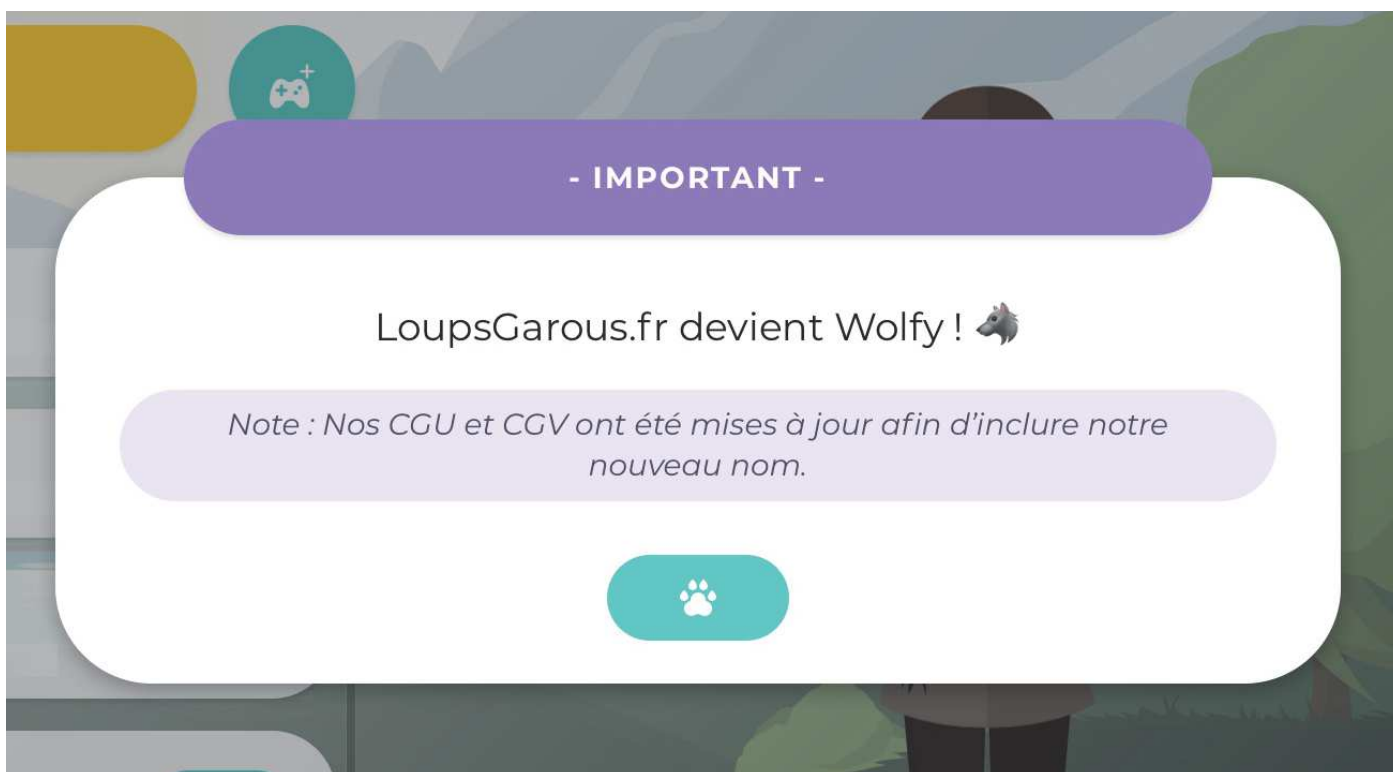 - IMPORTANT -
LoupsGarous.fr devient Wolfy ! 🐺
Note : Nos CGU et CGV ont été mises à jour afin d’inclure notre
nouveau nom.